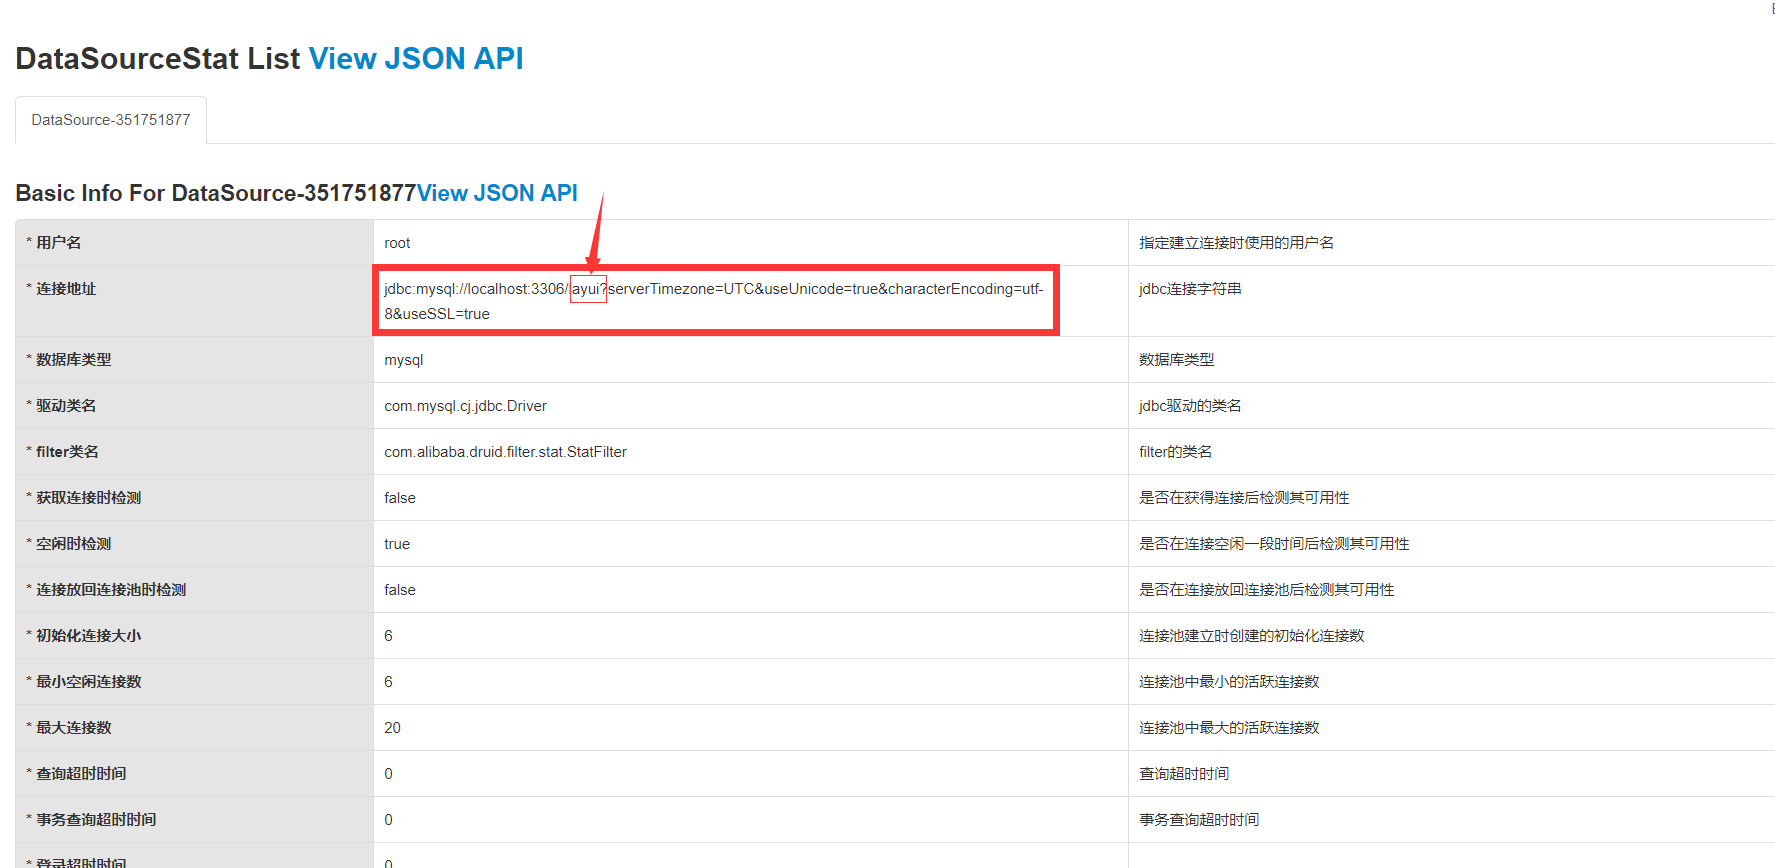 DataSourceStat List View JSON API
DataSource-351751877
Basic Info For DataSource-351751877View JSON API
* 用户名 root 指定建立连接时使用的用户名
* 连接地址 jdbc:mysql://localhost:3306/layui?serverTimezone=UTC&useUnicode=true&characterEncoding=utf- jdbc连接字符串
8&useSSL=true
* 数据库类型 mysql 数据库类型
* 驱动类名 com.mysql.cj.jdbc.Driver jdbc驱动的类名
* filter类名 com.alibaba.druid.filter.stat.StatFilter filter的类名
* 获取连接时检测 false 是否在获得连接后检测其可用性
* 空闲时检测 true 是否在连接空闲一段时间后检测其可用性
* 连接放回连接池时检测 false 是否在连接放回连接池后检测其可用性
* 初始化连接大小 6 连接池建立时创建的初始化连接数
* 最小空闲连接数 6 连接池中最小的活跃连接数
* 最大连接数 20 连接池中最大的活跃连接数
* 查询超时时间 0 查询超时时间
* 事务查询超时时间 0 事务查询超时时间
* 登录超时时间 0